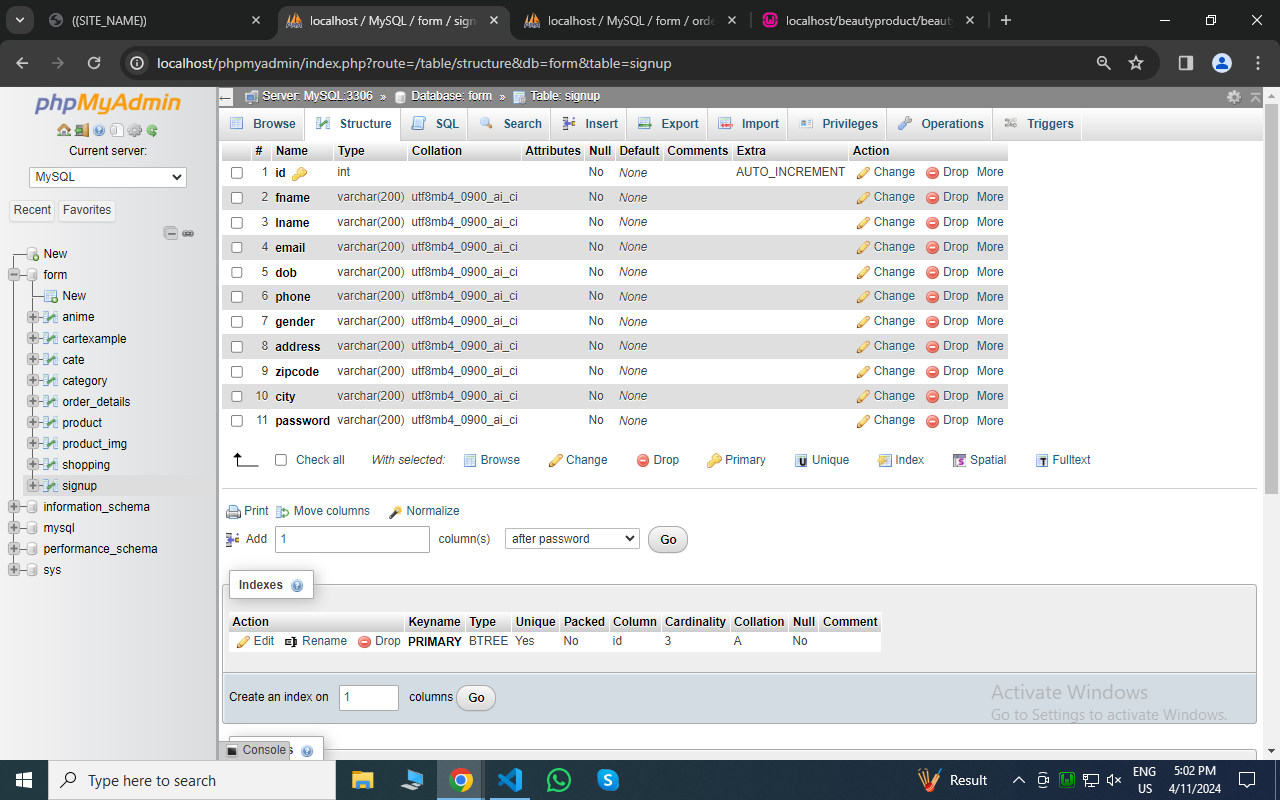 ((SITE_NAME))
localhost / MySQL / form / sign
localhost / MySQL / form / orde
localhost/beautyproduct/beaut
localhost/phpmyadmin/index.php?route=/table/structure&db=form&table=signup
phpMyAdmin
Current server:
MySQL
Recent Favorites
New
form
New
anime
cartexample
cate
category
order_details
product
product_img
shopping
signup
information_schema
mysql
performance_schema
sys
Server: MySQL:3306 » Database: form » Table: signup
Browse Structure SQL Search Insert Export Import Privileges Operations Triggers
# Name Type Collation Attributes Null Default Comments Extra Action
1 id int No None AUTO_INCREMENT Change Drop More
2 fname varchar(200) utf8mb4_0900_ai_ci No None Change Drop More
3 lname varchar(200) utf8mb4_0900_ai_ci No None Change Drop More
4 email varchar(200) utf8mb4_0900_ai_ci No None Change Drop More
5 dob varchar(200) utf8mb4_0900_ai_ci No None Change Drop More
6 phone varchar(200) utf8mb4_0900_ai_ci No None Change Drop More
7 gender varchar(200) utf8mb4_0900_ai_ci No None Change Drop More
8 address varchar(200) utf8mb4_0900_ai_ci No None Change Drop More
9 zipcode varchar(200) utf8mb4_0900_ai_ci No None Change Drop More
10 city varchar(200) utf8mb4_0900_ai_ci No None Change Drop More
11 password varchar(200) utf8mb4_0900_ai_ci No None Change Drop More
Check all With selected: Browse Change Drop Primary Unique Index Spatial Fulltext
Print Move columns Normalize
Add 1 column(s) after password Go
Indexes
Action Keyname Type Unique Packed Column Cardinality Collation Null Comment
Edit Rename Drop PRIMARY BTREE Yes No id 3 A No
Create an index on 1 columns Go
Activate Windows
Go to Settings to activate Windows.
Console
Type here to search
Result
ENG
US
5:02 PM
4/11/2024